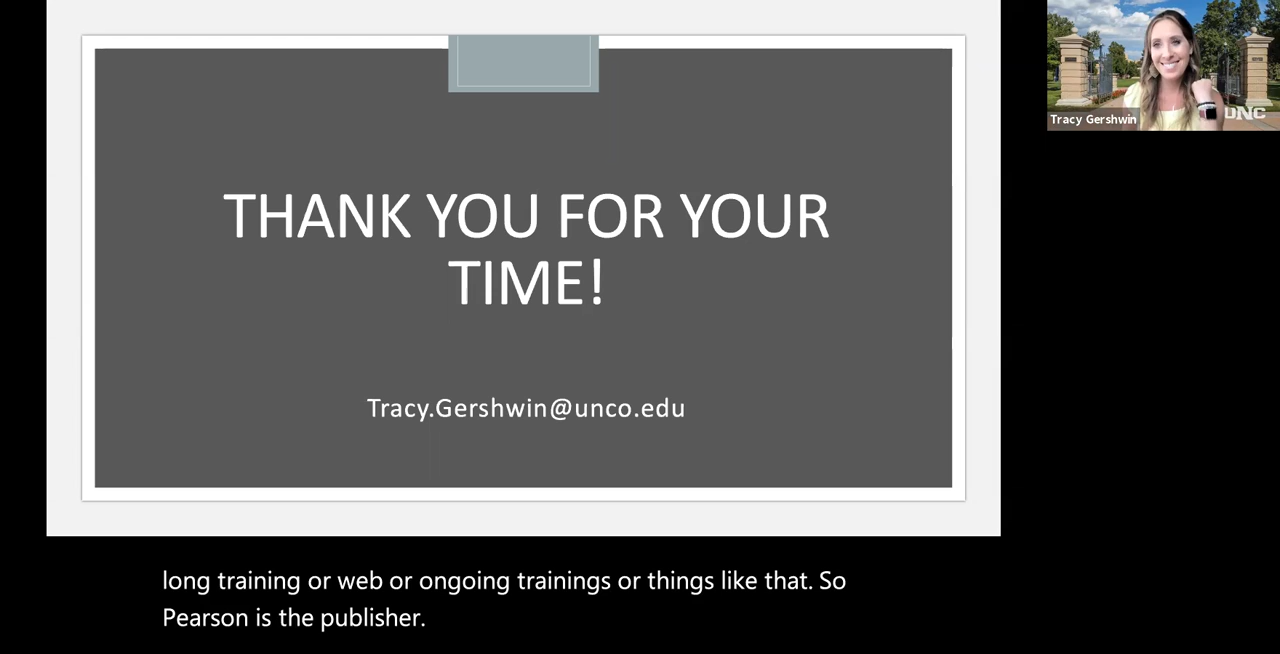 THANK YOU FOR YOUR
TIME!
Tracy.Gershwin@unco.edu
Tracy Gershwin
UNC
long training or web or ongoing trainings or things like that. So
Pearson is the publisher.